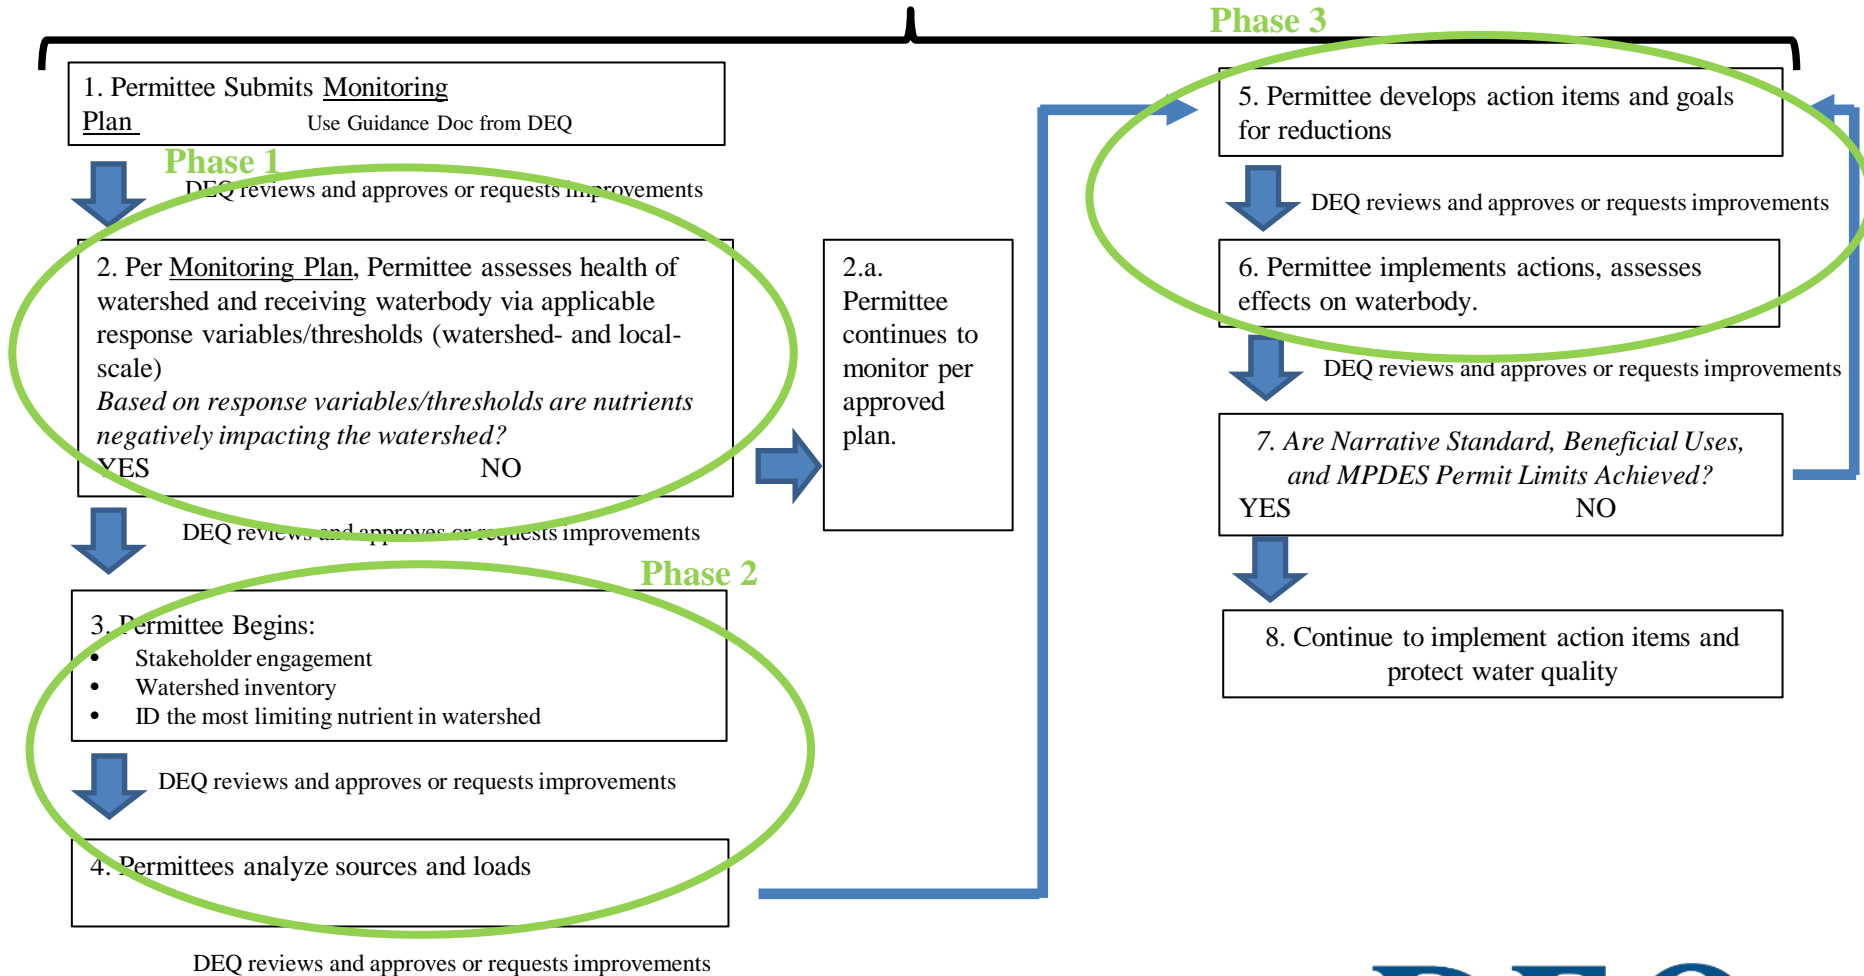 Phase 3
1. Permittee Submits Monitoring
Plan Use Guidance Doc from DEQ
Phase 1
DEQ reviews and approves or requests improvements
2. Per Monitoring Plan, Permittee assesses health of
watershed and receiving waterbody via applicable
response variables/thresholds (watershed- and local-
scale)
Based on response variables/thresholds are nutrients
negatively impacting the watershed?
YES NO
2.a.
Permittee
continues to
monitor per
approved
plan.
DEQ reviews and approves or requests improvements
Phase 2
3. Permittee Begins:
• Stakeholder engagement
• Watershed inventory
• ID the most limiting nutrient in watershed
DEQ reviews and approves or requests improvements
4. Permittees analyze sources and loads
DEQ reviews and approves or requests improvements
5. Permittee develops action items and goals
for reductions
DEQ reviews and approves or requests improvements
6. Permittee implements actions, assesses
effects on waterbody.
DEQ reviews and approves or requests improvements
7. Are Narrative Standard, Beneficial Uses,
and MPDES Permit Limits Achieved?
YES NO
8. Continue to implement action items and
protect water quality
DEQ